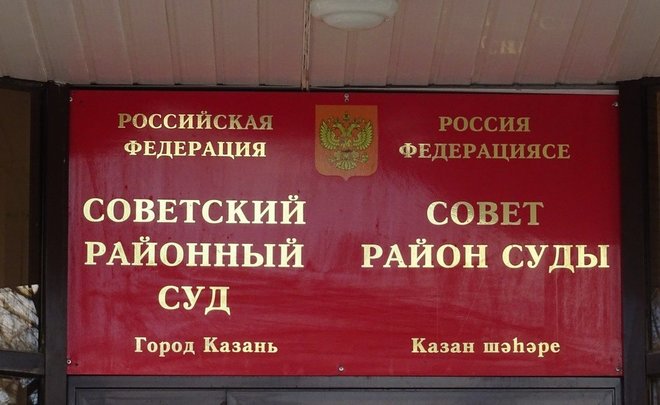 РОССИЙСКАЯ
ФЕДЕРАЦИЯ
СОВЕТСКИЙ
РАЙОННЫЙ
СУД
Город Казань
РОССИЯ
ФЕДЕРАЦИЯСЕ
СОВЕТ
РАЙОН СУДЫ
Казан шәһәре